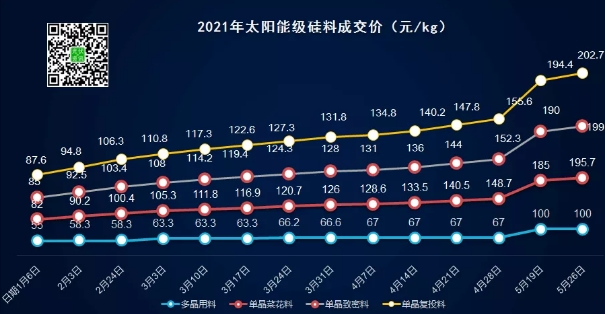 2021年太阳能级硅料成交价（元/kg）
87.6 94.8 106.3 110.8 117.3 122.6 127.3 131.8 134.8 140.2 147.8 155.6 194.4 202.7
85 92.5 103.4 108 114.2 119.4 124.3 128 131 136 144 152.3 190 199
82 90.2 100.4 105.3 111.8 116.9 120.7 126 128.6 133.5 140.5 148.7 185 195.7
55 58.3 58.3 63.3 63.3 63.3 66.2 66.6 67 67 67 67 100 100
日期1月6日 2月3日 2月24日 3月3日 3月10日 3月17日 3月24日 3月31日 4月7日 4月14日 4月21日 4月28日 5月19日 5月26日
多晶用料 单晶菜花料 单晶致密料 单晶复投料